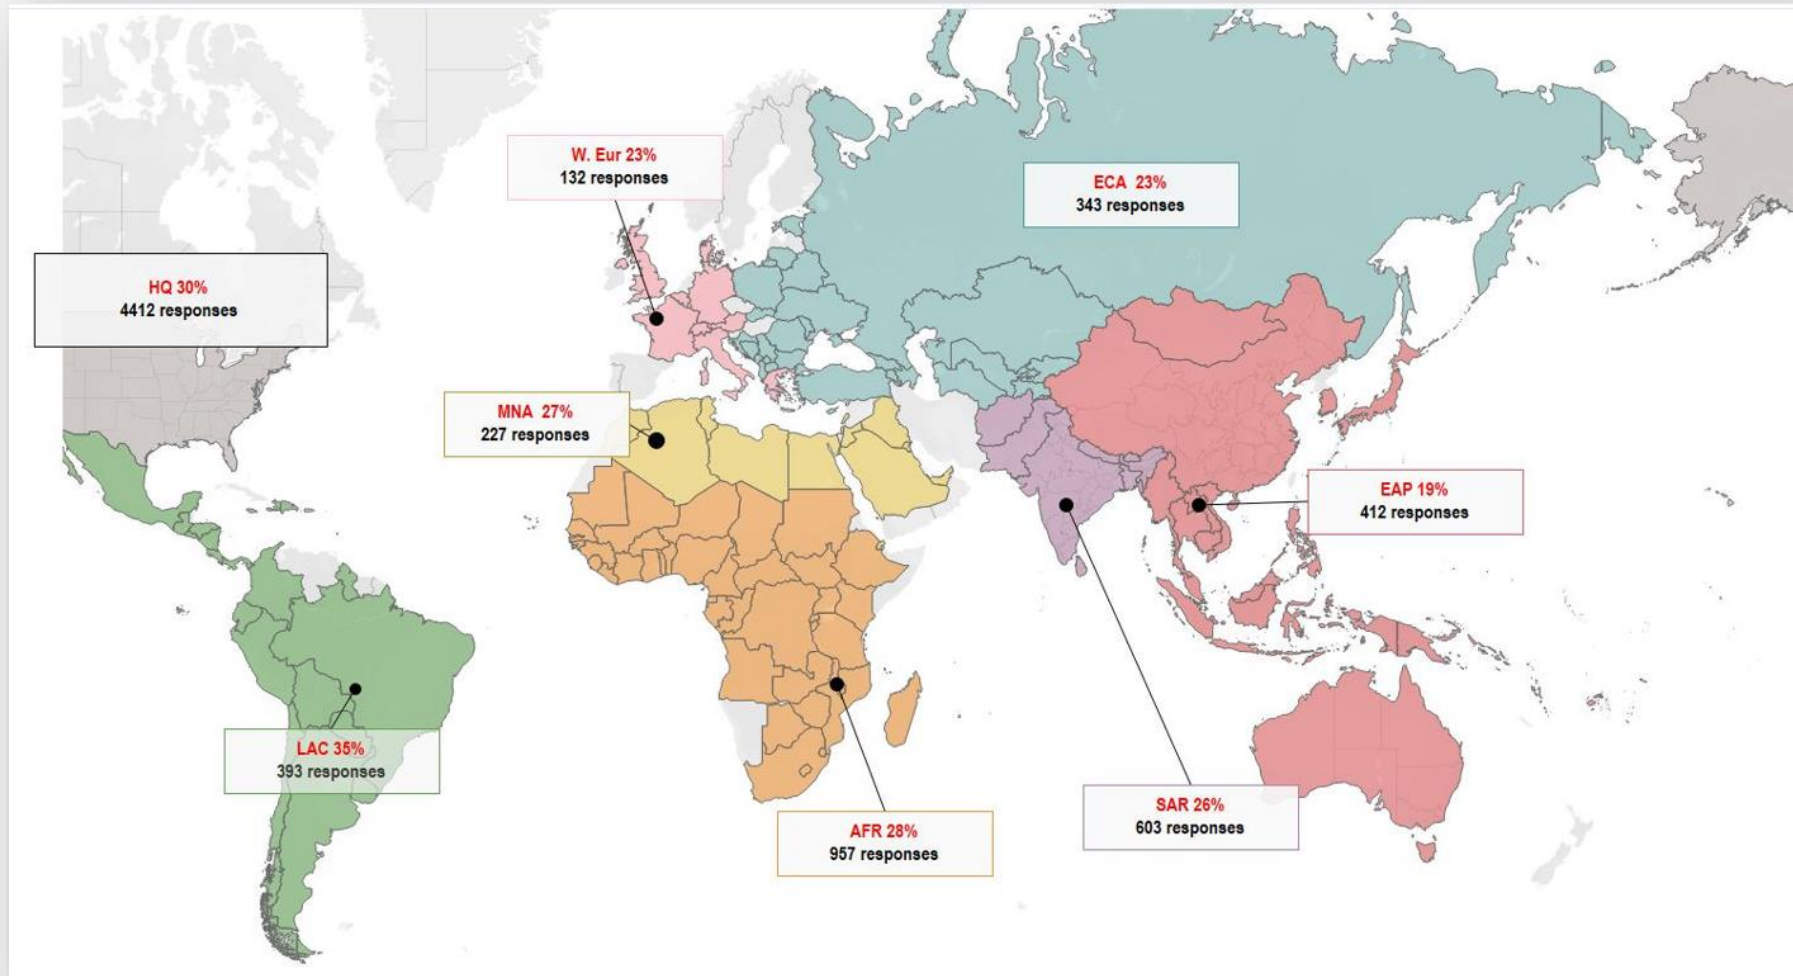 W. Eur 23%
132 responses
ECA 23%
343 responses
HQ 30%
4412 responses
MNA 27%
227 responses
EAP 19%
412 responses
LAC 35%
393 responses
SAR 26%
603 responses
AFR 28%
957 responses